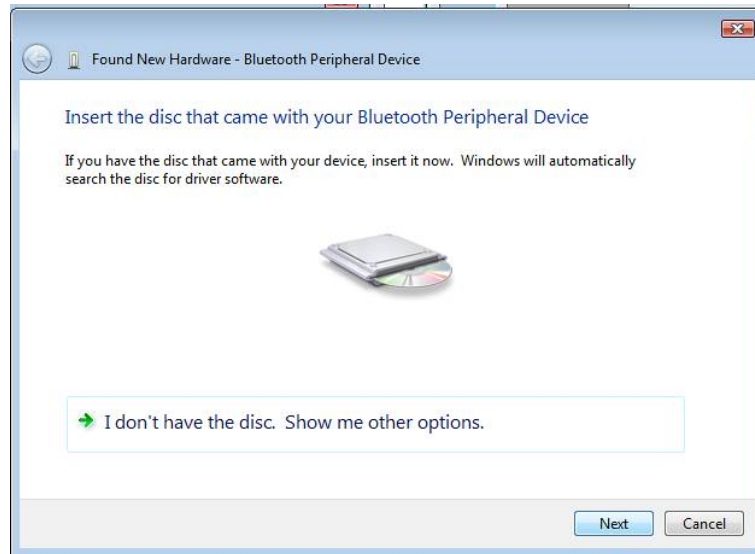 Found New Hardware - Bluetooth Peripheral Device
Insert the disc that came with your Bluetooth Peripheral Device
If you have the disc that came with your device, insert it now.  Windows will automatically
search the disc for driver software.
I don't have the disc.  Show me other options.
Next Cancel